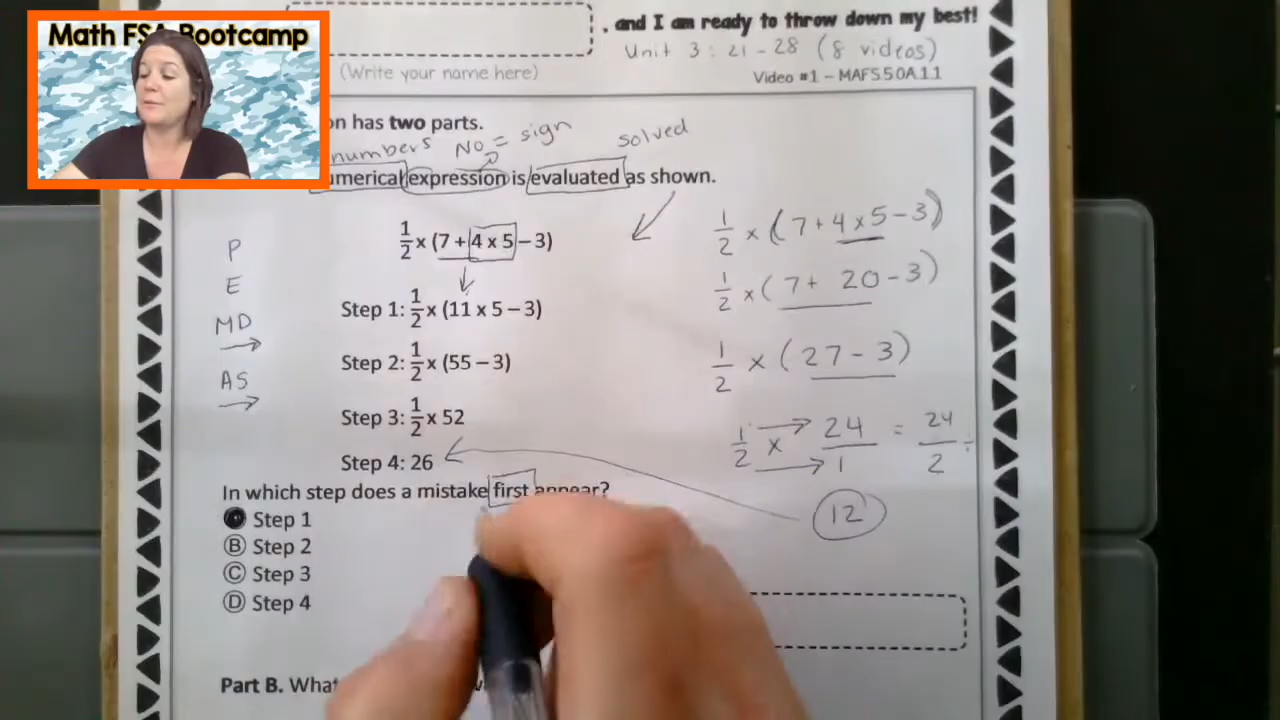 Math FSA Bootcamp
, and I am ready to throw down my best!
Unit 3: 21-28 (8 videos)
(Write your name here)
Video #1 – MAFS.5.OA.1.1
on has two parts.
numbers No = sign solved
umerical expression is evaluated as shown.
1/2 x (7 + 4 x 5 – 3)
Step 1: 1/2 x (11 x 5 – 3)
Step 2: 1/2 x (55 – 3)
Step 3: 1/2 x 52
Step 4: 26
P
E
MD
AS
1/2 x (7+4x5-3)
1/2 x (7+ 20-3)
1/2 x (27-3)
1/2 x 24/1 = 24/2 ÷
12
In which step does a mistake first appear?
Step 1
B Step 2
C Step 3
D Step 4
Part B. What